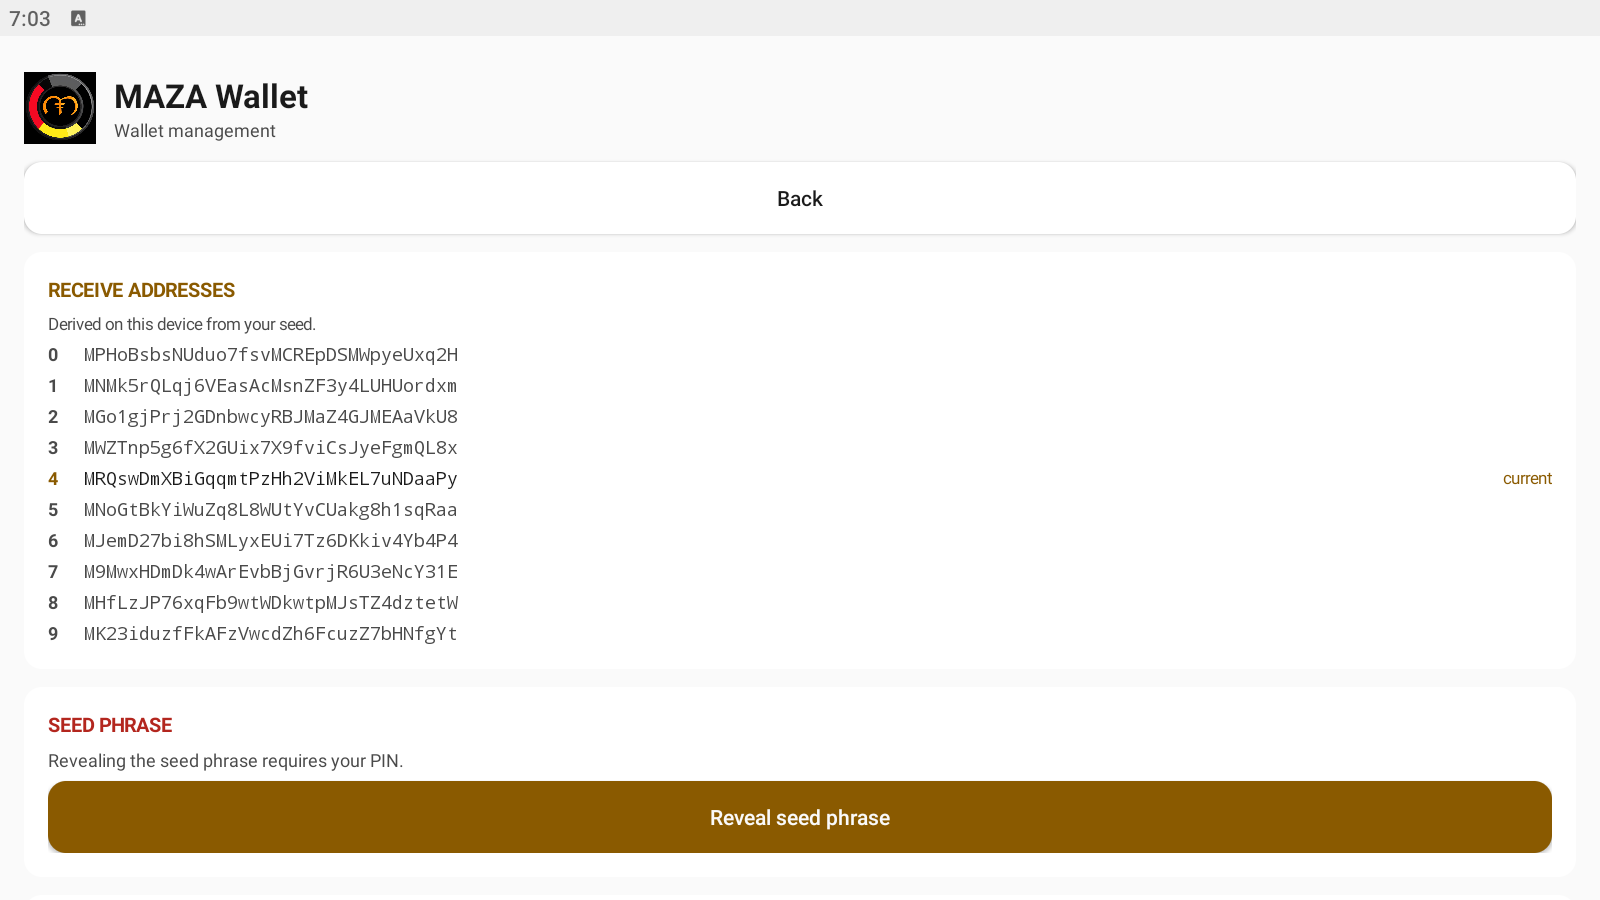 7:03
MAZA Wallet
Wallet management
Back
RECEIVE ADDRESSES
Derived on this device from your seed.
0 MPHoBsbsNUduo7fsvMCREpDSMWpyeUxq2H
1 MNMk5rQLqj6VEasAcMsnZF3y4LUHUordxm
2 MGo1gjPrj2GDnbwcyRBJMaZ4GJMEAaVkU8
3 MWZTnp5g6fX2GUix7X9fviCsJyeFgmQL8x
4 MRQswDmXBiGqqmtPzHh2ViMkEL7uNDaaPy current
5 MNoGtBkYiWuZq8L8WUtYvCUakg8h1sqRaa
6 MJemD27bi8hSMLyxEUi7Tz6DKkiv4Yb4P4
7 M9MwxHDmDk4wArEvbBjGvrjR6U3eNcY31E
8 MHfLzJP76xqFb9wtWDkwtpMJsTZ4dztetW
9 MK23iduzfFkAFzVwcdZh6FcuzZ7bHNfgYt
SEED PHRASE
Revealing the seed phrase requires your PIN.
Reveal seed phrase